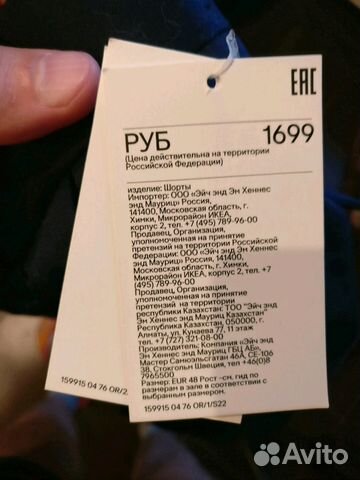 EAC
РУБ 1699
(Цена действительна на территории
Российской Федерации)
изделие: Шорты
Импортер: ООО «Эйч энд Эм Хеннес
энд Мауриц» Россия,
141400, Московская область, г.
Химки, Микрорайон ИКЕА,
корпус 2, тел. +7 (495) 789-96-00
Продавец, Организация,
уполномоченная на принятие
претензий на территории Российской
Федерации: ООО «Эйч энд Эм Хеннес
энд Мауриц» Россия, 141400,
Московская область, г. Химки,
Микрорайон ИКЕА, корпус 2, тел. +7
(495) 789-96-00
Продавец, Организация,
уполномоченная на принятие
претензий на территории
Республики Казахстан: ТОО "Эйч энд
Эм Хеннес энд Мауриц Казахстан"
Республика Казахстан, 050000, г.
Алматы, ул. Кунаева 77, 11 этаж
тел. +7 (727) 321-08-00
Производитель: Компания «Эйч энд
Эм Хеннес энд Мауриц ГБЦ АБ»,
Мастер Самюэльсгатан 46А, СЕ-106
38, Стокгольм Швеция, тел +46(0)8
7965500
Размер: EUR 48 Рост -см, гид по
размерам в зале в соответствии с
выбранным размером.
159915 04 76 OR/1/S22
159915 04 76 OR/2
Avito